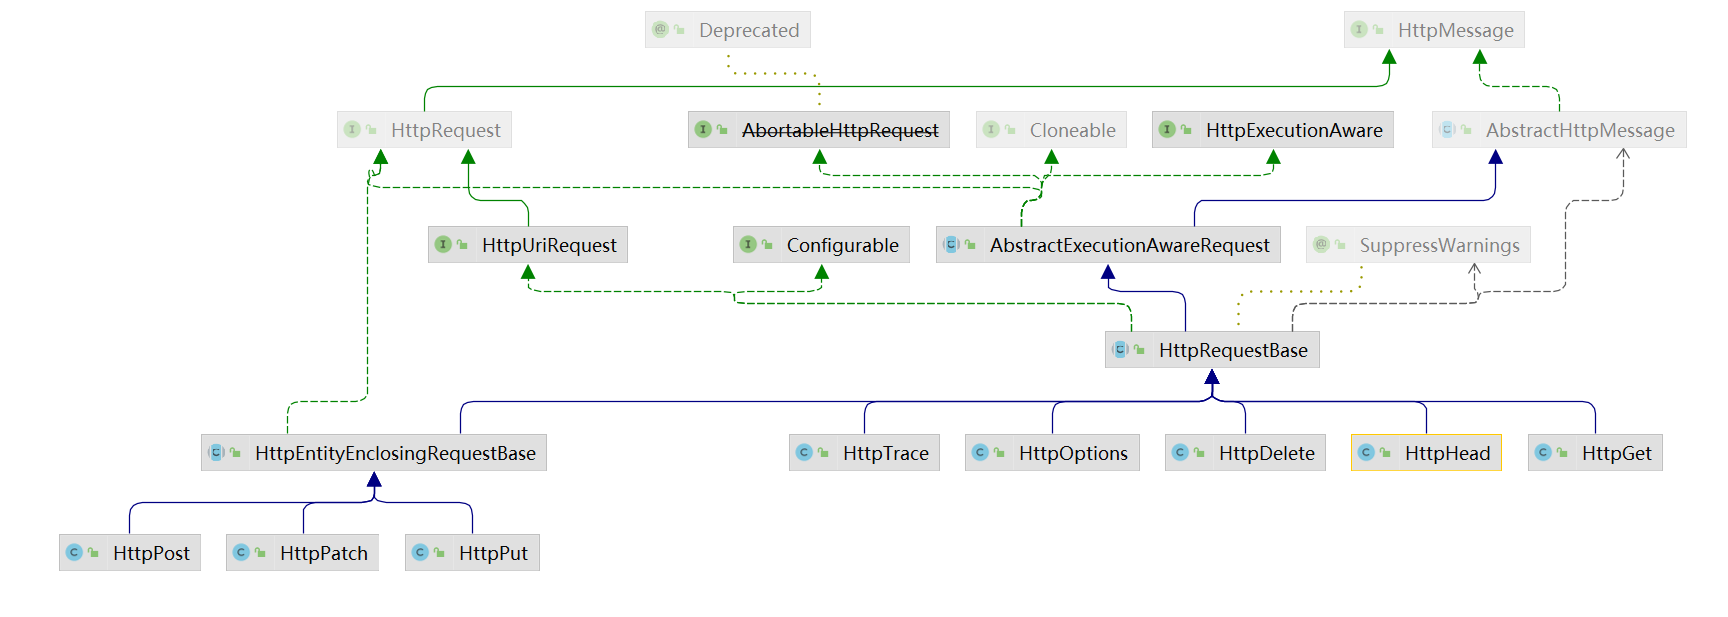 Deprecated
HttpMessage
HttpRequest
AbortableHttpRequest
Cloneable
HttpExecutionAware
AbstractHttpMessage
HttpUriRequest
Configurable
AbstractExecutionAwareRequest
SuppressWarnings
HttpRequestBase
HttpEntityEnclosingRequestBase
HttpTrace
HttpOptions
HttpDelete
HttpHead
HttpGet
HttpPost
HttpPatch
HttpPut